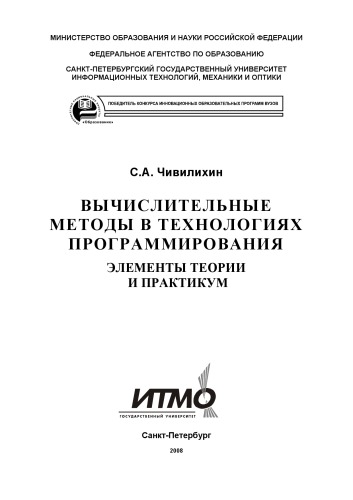 МИНИСТЕРСТВО ОБРАЗОВАНИЯ И НАУКИ РОССИЙСКОЙ ФЕДЕРАЦИИ
ФЕДЕРАЛЬНОЕ АГЕНТСТВО ПО ОБРАЗОВАНИЮ
САНКТ-ПЕТЕРБУРГСКИЙ ГОСУДАРСТВЕННЫЙ УНИВЕРСИТЕТ
ИНФОРМАЦИОННЫХ ТЕХНОЛОГИЙ, МЕХАНИКИ И ОПТИКИ
ПОБЕДИТЕЛЬ КОНКУРСА ИННОВАЦИОННЫХ ОБРАЗОВАТЕЛЬНЫХ ПРОГРАММ ВУЗОВ
«Образование»
С.А. Чивилихин
ВЫЧИСЛИТЕЛЬНЫЕ
МЕТОДЫ В ТЕХНОЛОГИЯХ
ПРОГРАММИРОВАНИЯ
ЭЛЕМЕНТЫ ТЕОРИИ
И ПРАКТИКУМ
ИТМО
ГОСУДАРСТВЕННЫЙ УНИВЕРСИТЕТ
Санкт-Петербург
2008